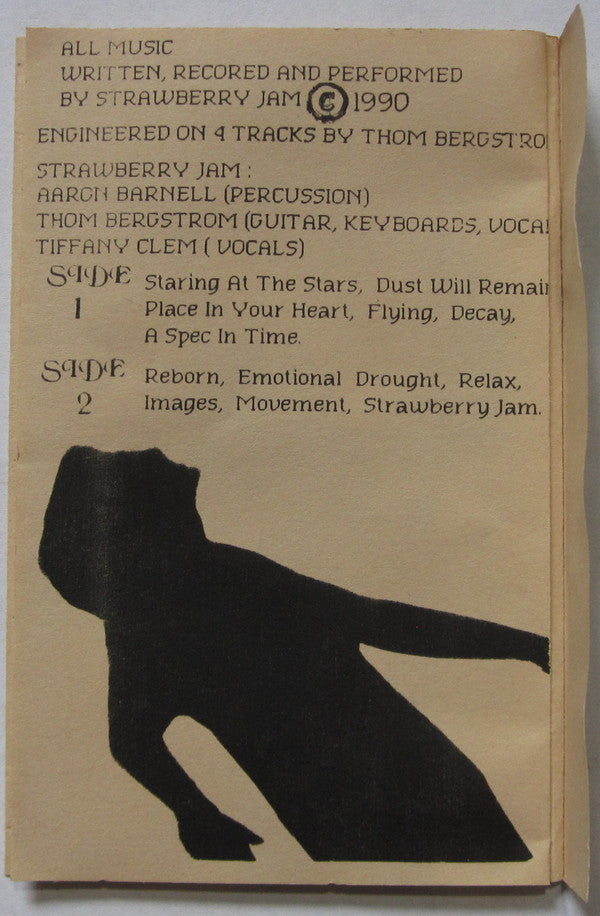 ALL MUSIC
WRITTEN, RECORED AND PERFORMED
BY STRAWBERRY JAM © 1990
ENGINEERED ON 4 TRACKS BY THOM BERGSTRO
STRAWBERRY JAM :
AARON BARNELL (PERCUSSION)
THOM BERGSTROM (GUITAR, KEYBOARDS, VOCA
TIFFANY CLEM ( VOCALS)
SIDE 1
Staring At The Stars, Dust Will Remain
Place In Your Heart, Flying, Decay,
A Spec In Time.
SIDE 2
Reborn, Emotional Drought, Relax,
Images, Movement, Strawberry Jam.